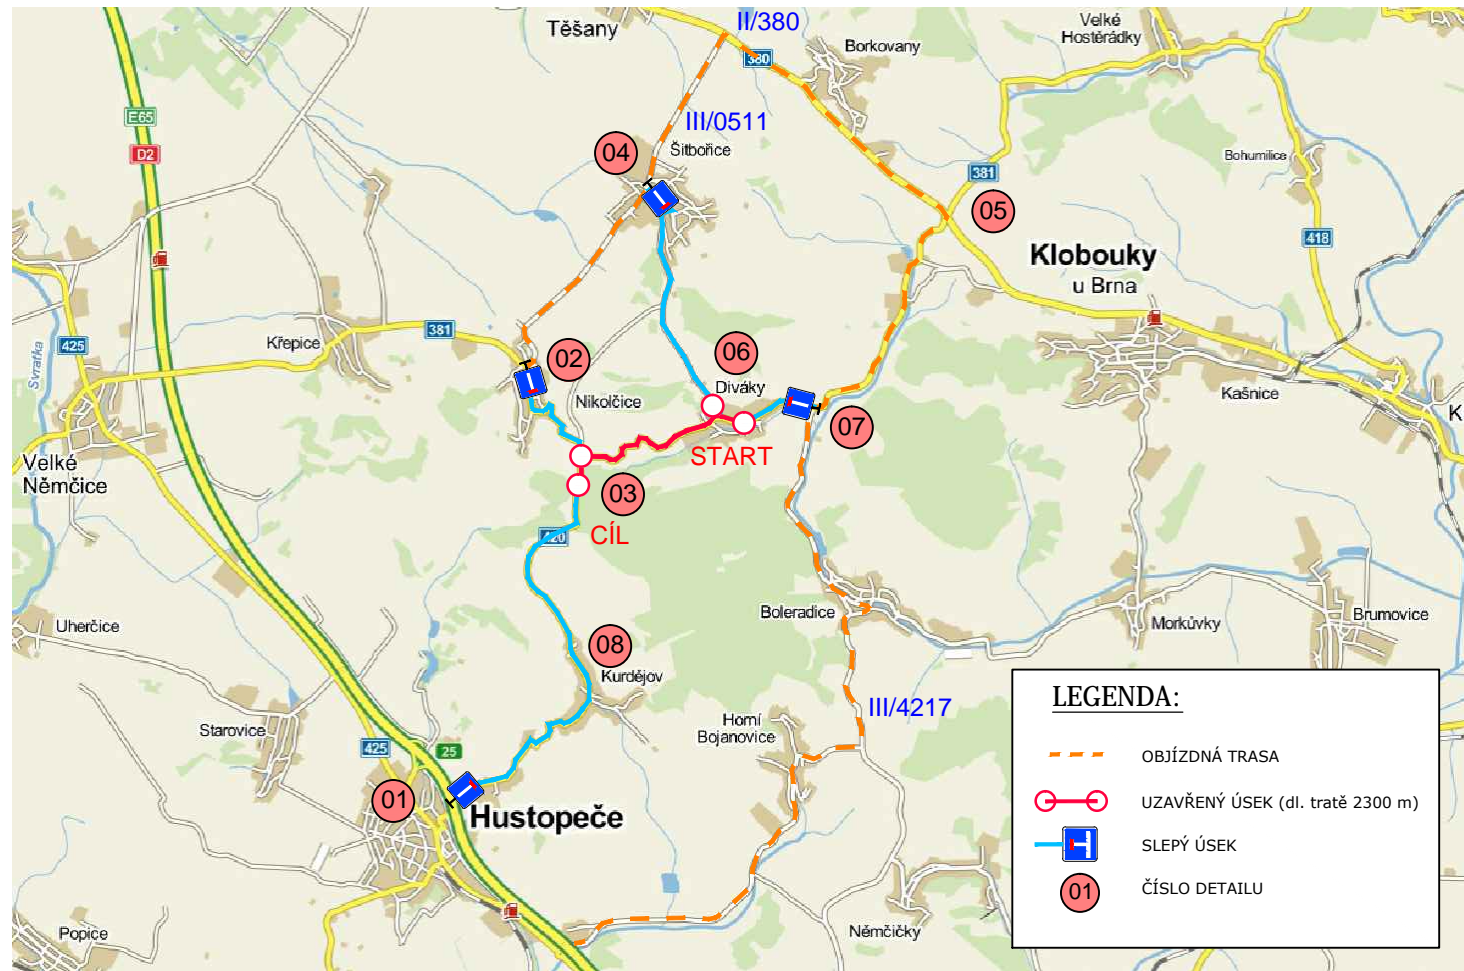 Těšany
II/380
380
Borkovany
Velké
Hostěrádky
E65
D2
III/0511
04
Šitbořice
381
Bohumilice
05
418
Klobouky
u Brna
Svratka
425
Křepice
381
02
06
Diváky
Nikolčice
Kašnice
K
07
START
Velké
Němčice
03
CÍL
420
Boleradice
Morkůvky
Brumovice
Uherčice
08
Kurdějov
III/4217
Starovice
Horní
Bojanovice
425
25
01
Hustopeče
Popice
Němčičky
LEGENDA:
OBJÍZDNÁ TRASA
UZAVŘENÝ ÚSEK (dl. tratě 2300 m)
SLEPÝ ÚSEK
01
ČÍSLO DETAILU